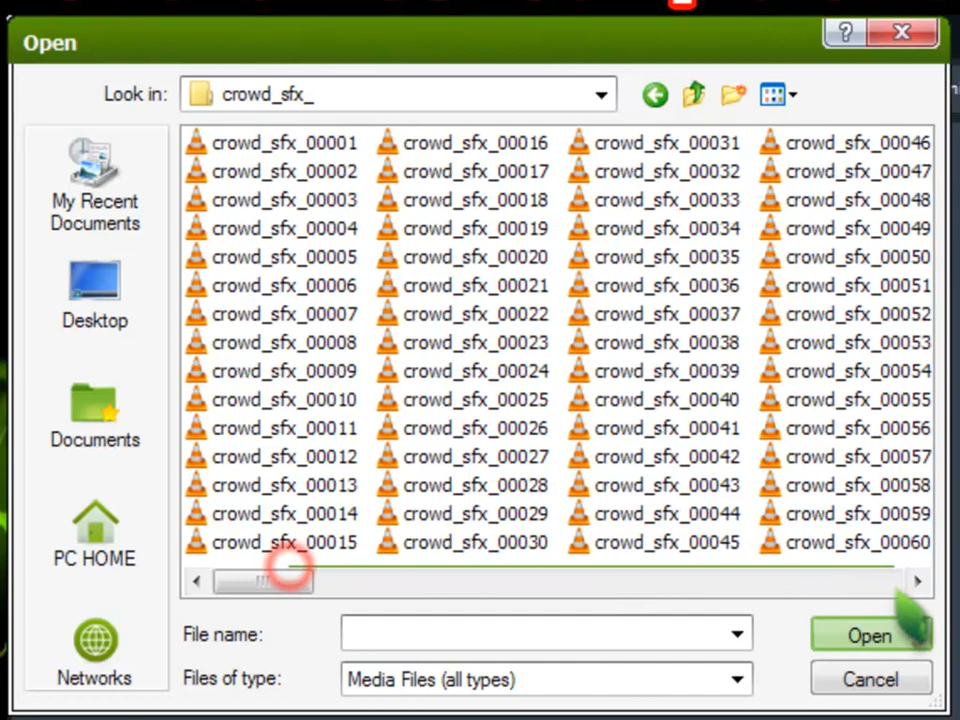 Open
?
X
Look in:
crowd_sfx_
My Recent
Documents
Desktop
Documents
PC HOME
Networks
crowd_sfx_00001
crowd_sfx_00002
crowd_sfx_00003
crowd_sfx_00004
crowd_sfx_00005
crowd_sfx_00006
crowd_sfx_00007
crowd_sfx_00008
crowd_sfx_00009
crowd_sfx_00010
crowd_sfx_00011
crowd_sfx_00012
crowd_sfx_00013
crowd_sfx_00014
crowd_sfx_00015
crowd_sfx_00016
crowd_sfx_00017
crowd_sfx_00018
crowd_sfx_00019
crowd_sfx_00020
crowd_sfx_00021
crowd_sfx_00022
crowd_sfx_00023
crowd_sfx_00024
crowd_sfx_00025
crowd_sfx_00026
crowd_sfx_00027
crowd_sfx_00028
crowd_sfx_00029
crowd_sfx_00030
crowd_sfx_00031
crowd_sfx_00032
crowd_sfx_00033
crowd_sfx_00034
crowd_sfx_00035
crowd_sfx_00036
crowd_sfx_00037
crowd_sfx_00038
crowd_sfx_00039
crowd_sfx_00040
crowd_sfx_00041
crowd_sfx_00042
crowd_sfx_00043
crowd_sfx_00044
crowd_sfx_00045
crowd_sfx_00046
crowd_sfx_00047
crowd_sfx_00048
crowd_sfx_00049
crowd_sfx_00050
crowd_sfx_00051
crowd_sfx_00052
crowd_sfx_00053
crowd_sfx_00054
crowd_sfx_00055
crowd_sfx_00056
crowd_sfx_00057
crowd_sfx_00058
crowd_sfx_00059
crowd_sfx_00060
File name:
Open
Files of type:
Media Files (all types)
Cancel